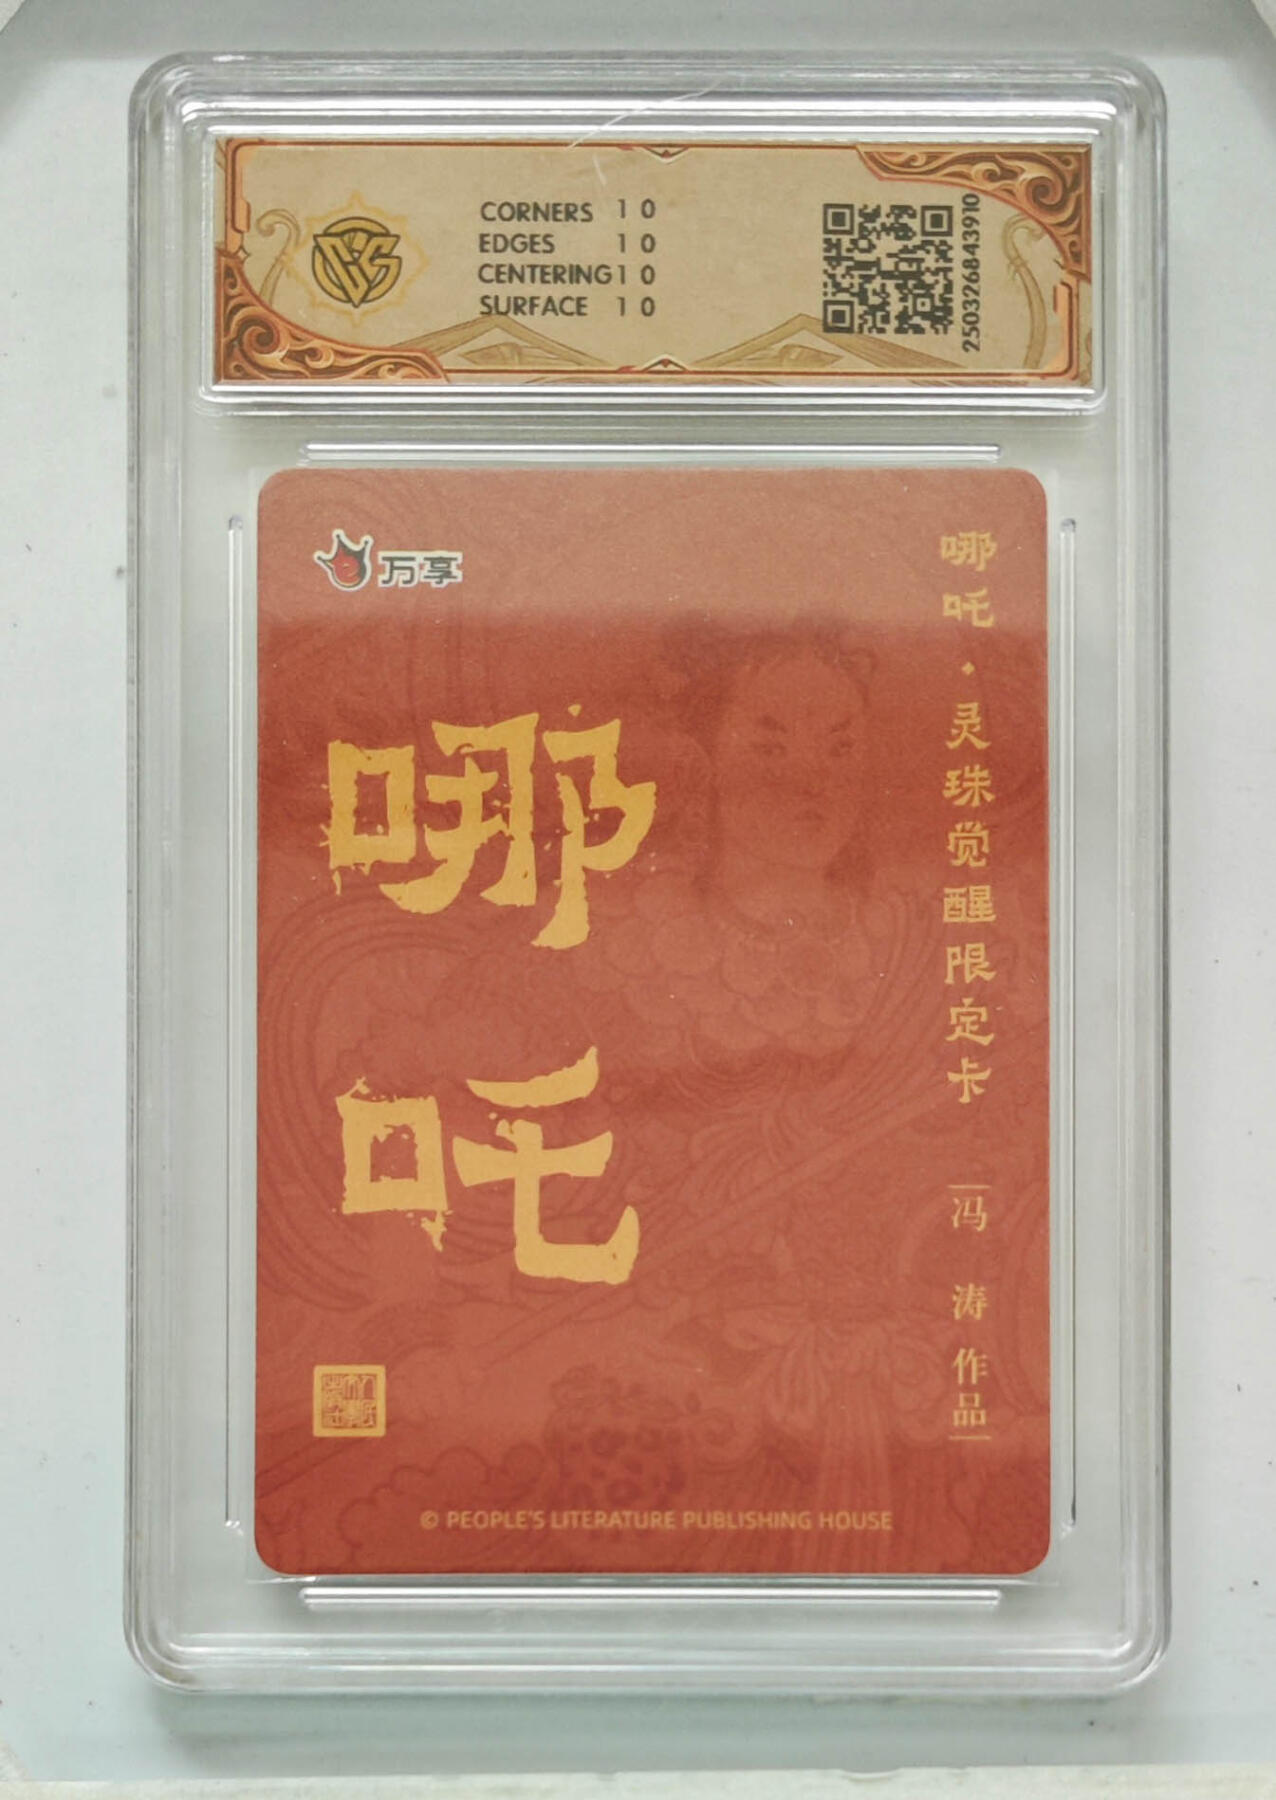 CORNERS 10
EDGES 10
CENTERING 10
SURFACE 10
2503326843910
万享
哪吒
哪吒·灵珠觉醒限定卡
冯涛作品
© PEOPLE'S LITERATURE PUBLISHING HOUSE